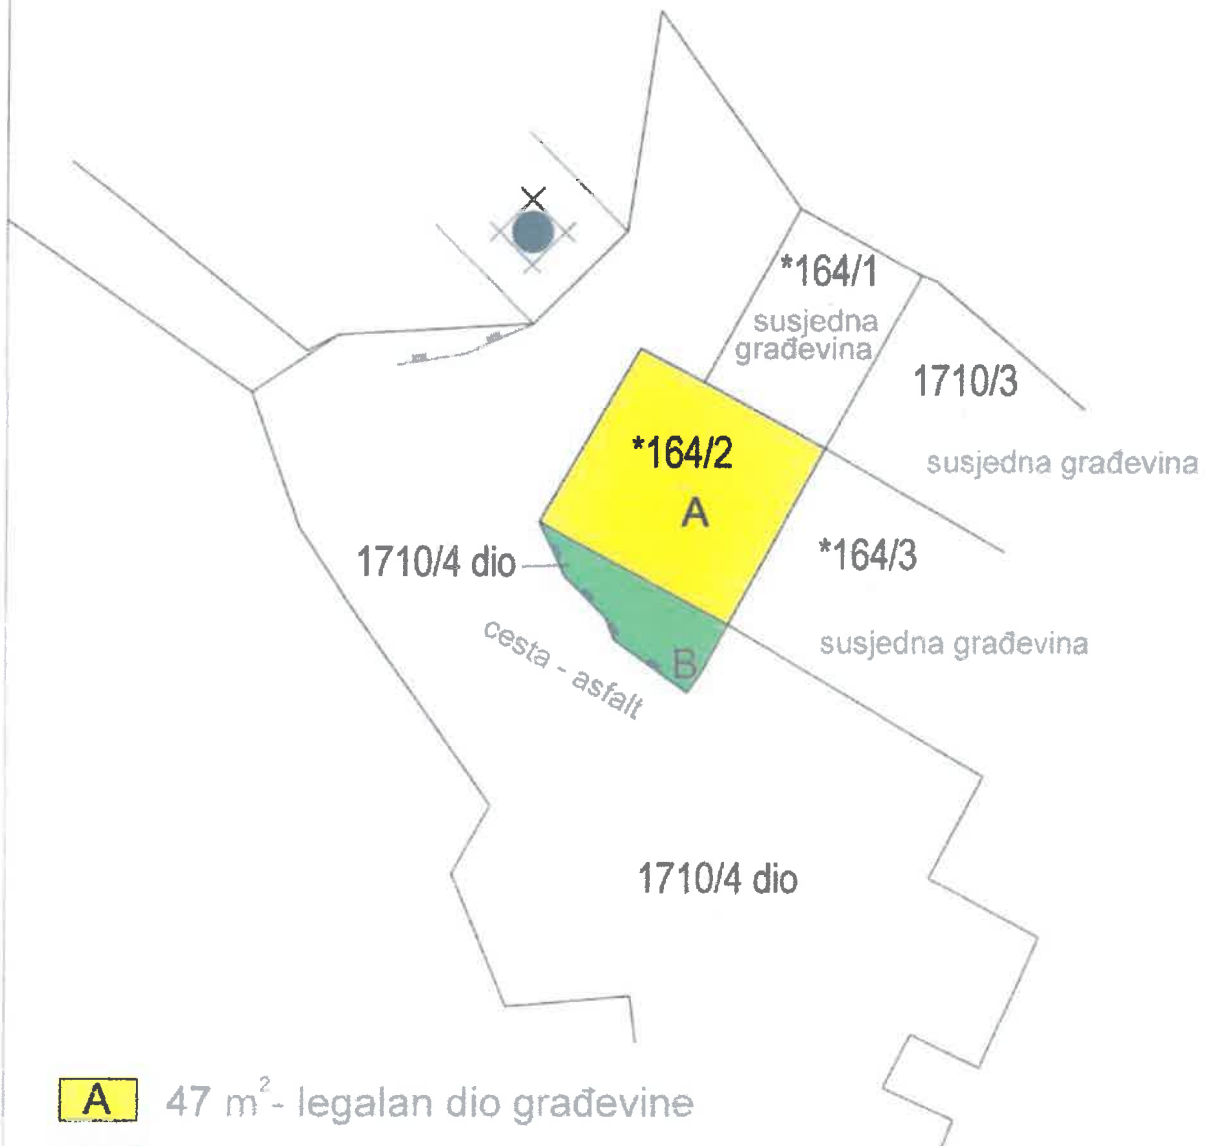 *164/1
susjedna
građevina
1710/3
*164/2
susjedna građevina
A
1710/4 dio
*164/3
cesta - asfalt
susjedna građevina
B
1710/4 dio
A 47 m²- legalan dio građevine